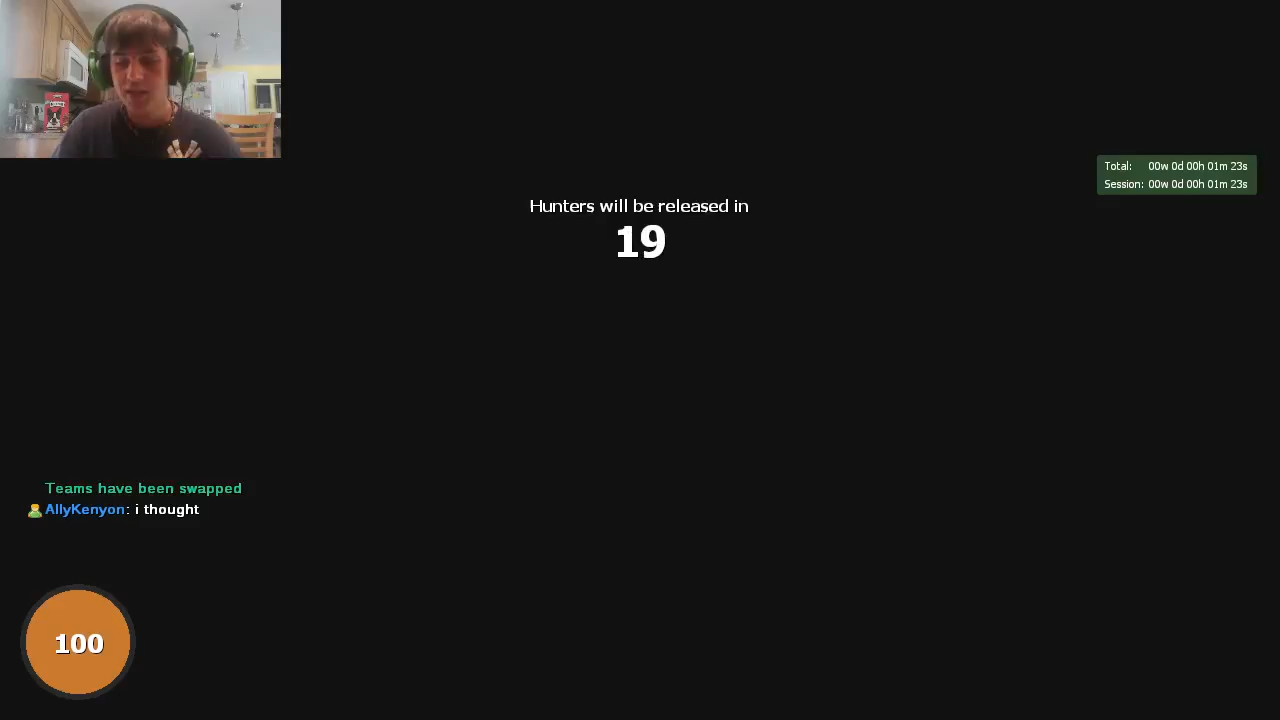 Total: 00w 0d 00h 01m 23s
Session: 00w 0d 00h 01m 23s
Hunters will be released in
19
Teams have been swapped
AllyKenyon: i thought
100